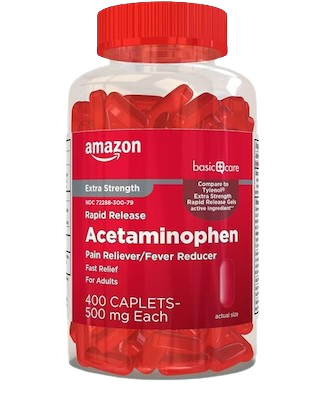 amazon
basic+care
Extra Strength
NDC 72288-300-79
Rapid Release
Acetaminophen
Pain Reliever/Fever Reducer
Fast Relief
For Adults
400 CAPLETS-
500 mg Each
Compare to
Tylenol®
Extra Strength
Rapid Release Gels
active ingredient**
actual size